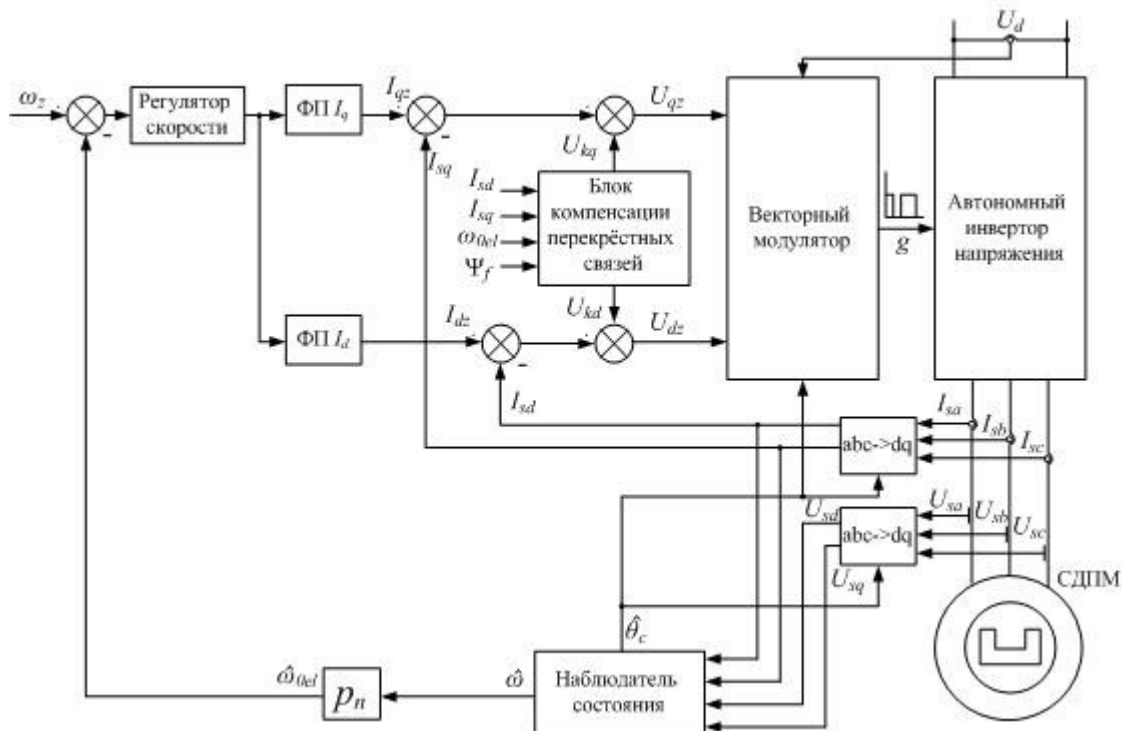 U_d
ω_z
-
Регулятор
скорости
ФП I_q
I_qz
-
I_sq
U_kq
U_qz
I_sd
I_sq
ω_0el
Ψ_f
Блок
компенсации
перекрёстных
связей
Векторный
модулятор
g
Автономный
инвертор
напряжения
ФП I_d
I_dz
-
I_sd
U_kd
U_dz
abc->dq
I_sa
I_sb
I_sc
abc->dq
U_sd
U_sq
U_sa
U_sb
U_sc
СДПМ
θ̂_c
ω̂_0el
p_n
ω̂
Наблюдатель
состояния